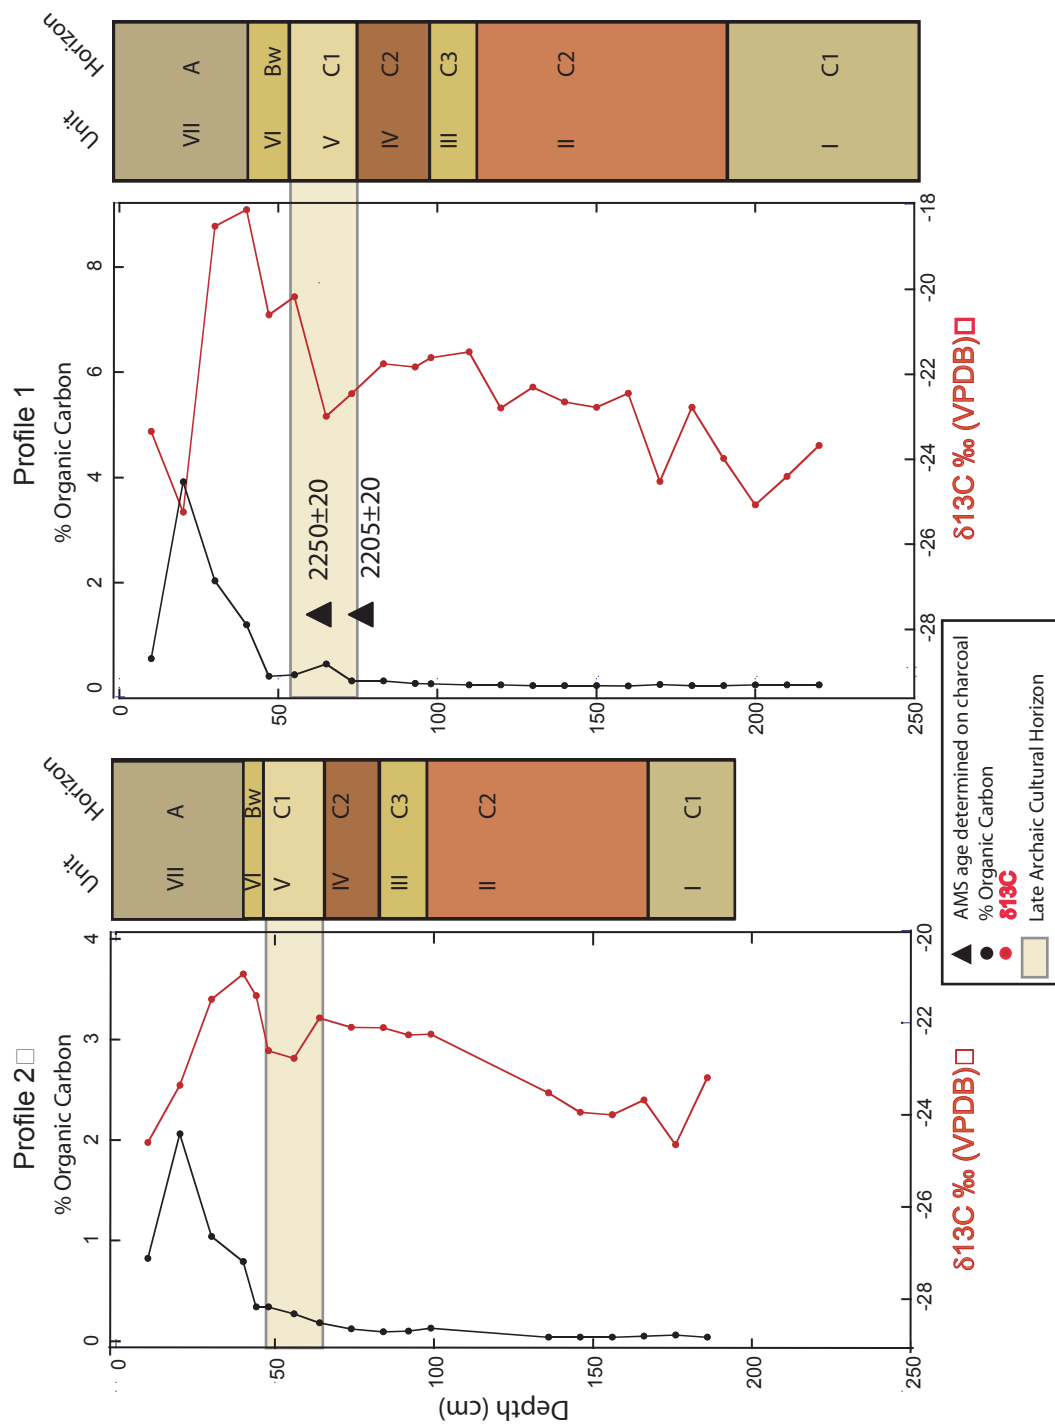 Profile 2□
% Organic Carbon
0 1 2 3 4
Depth (cm)
0
50
100
150
200
250
-28 -26 -24 -22 -20
δ13C ‰ (VPDB)□
Unit Horizon
VII A
VI Bw
V C1
IV C2
III C3
II C2
I C1
Profile 1
% Organic Carbon
0 2 4 6 8
0
50
100
150
200
250
2250±20
2205±20
-28 -26 -24 -22 -20 -18
δ13C ‰ (VPDB)□
Unit Horizon
VII A
VI Bw
V C1
IV C2
III C3
II C2
I C1
AMS age determined on charcoal
% Organic Carbon
δ13C
Late Archaic Cultural Horizon